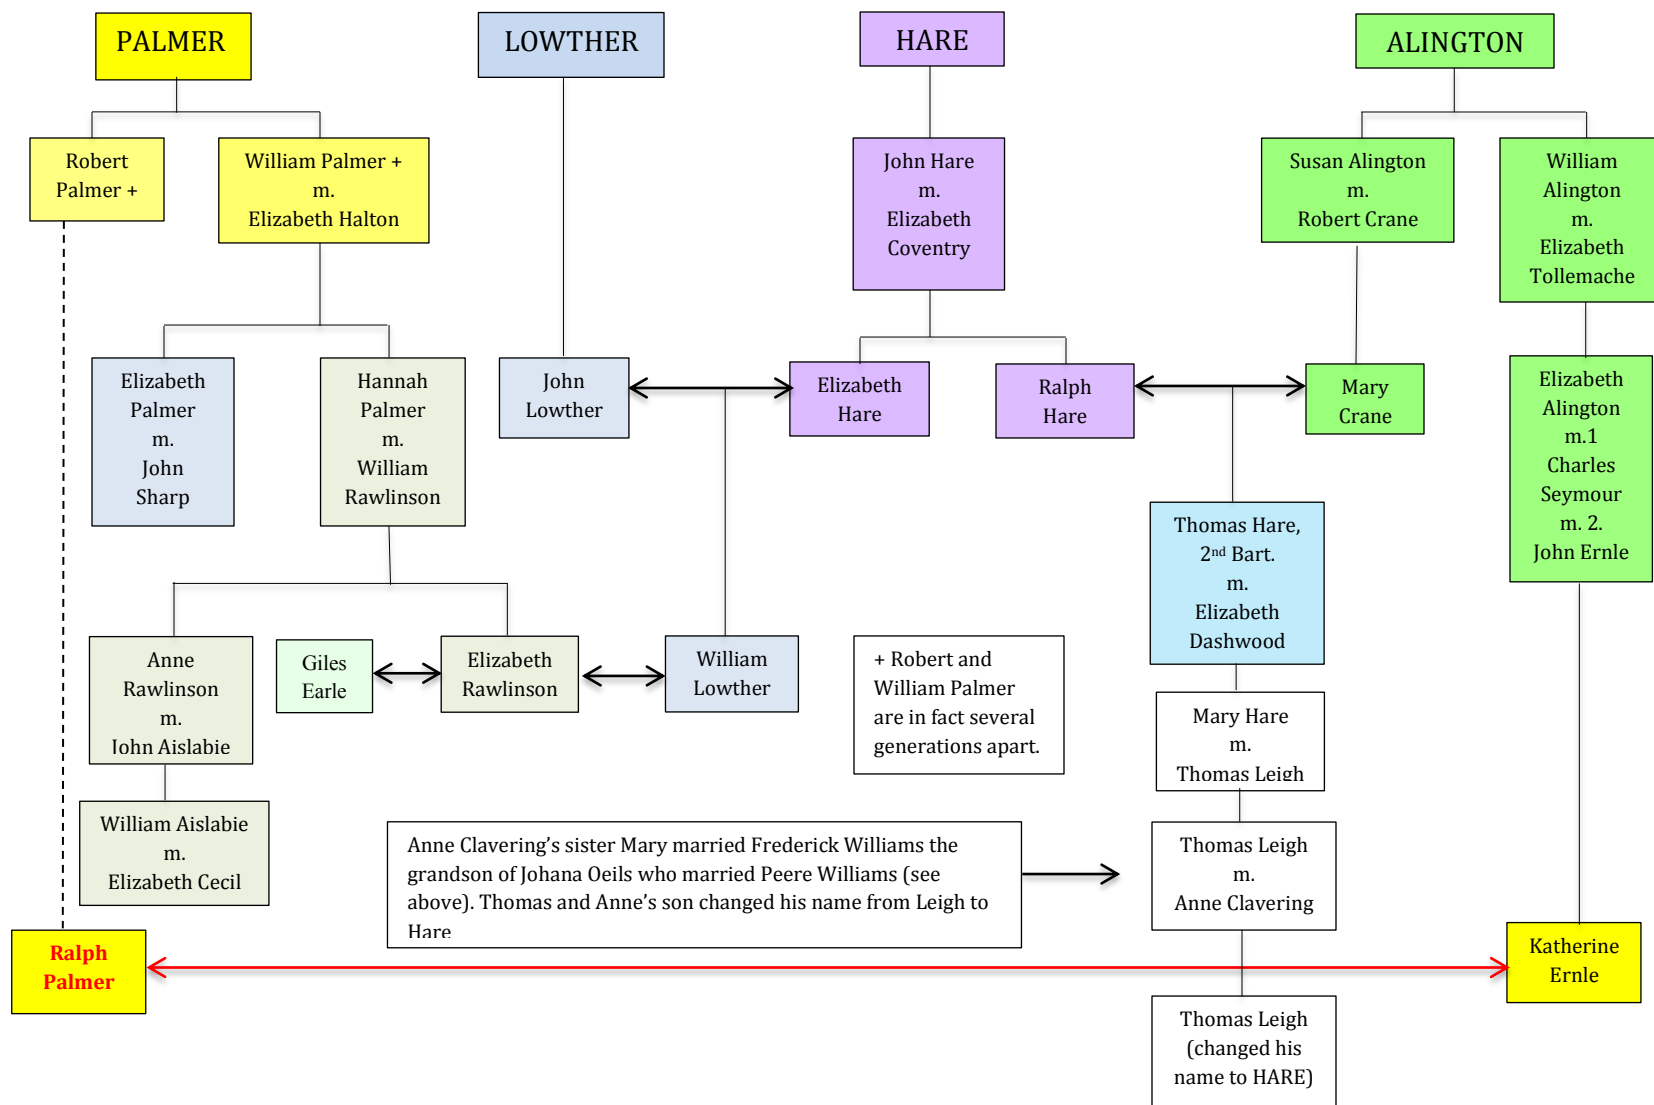 PALMER
LOWTHER
HARE
ALINGTON
Robert
Palmer +
William Palmer +
m.
Elizabeth Halton
John Hare
m.
Elizabeth
Coventry
Susan Alington
m.
Robert Crane
William
Alington
m.
Elizabeth
Tollemache
Elizabeth
Palmer
m.
John
Sharp
Hannah
Palmer
m.
William
Rawlinson
John
Lowther
Elizabeth
Hare
Ralph
Hare
Mary
Crane
Elizabeth
Alington
m.1
Charles
Seymour
m. 2.
John Ernle
Thomas Hare,
2nd Bart.
m.
Elizabeth
Dashwood
Anne
Rawlinson
m.
John Aislabie
Giles
Earle
Elizabeth
Rawlinson
William
Lowther
+ Robert and
William Palmer
are in fact several
generations apart.
Mary Hare
m.
Thomas Leigh
William Aislabie
m.
Elizabeth Cecil
Anne Clavering’s sister Mary married Frederick Williams the
grandson of Johana Oeils who married Peere Williams (see
above). Thomas and Anne’s son changed his name from Leigh to
Hare
Thomas Leigh
m.
Anne Clavering
Ralph
Palmer
Katherine
Ernle
Thomas Leigh
(changed his
name to HARE)